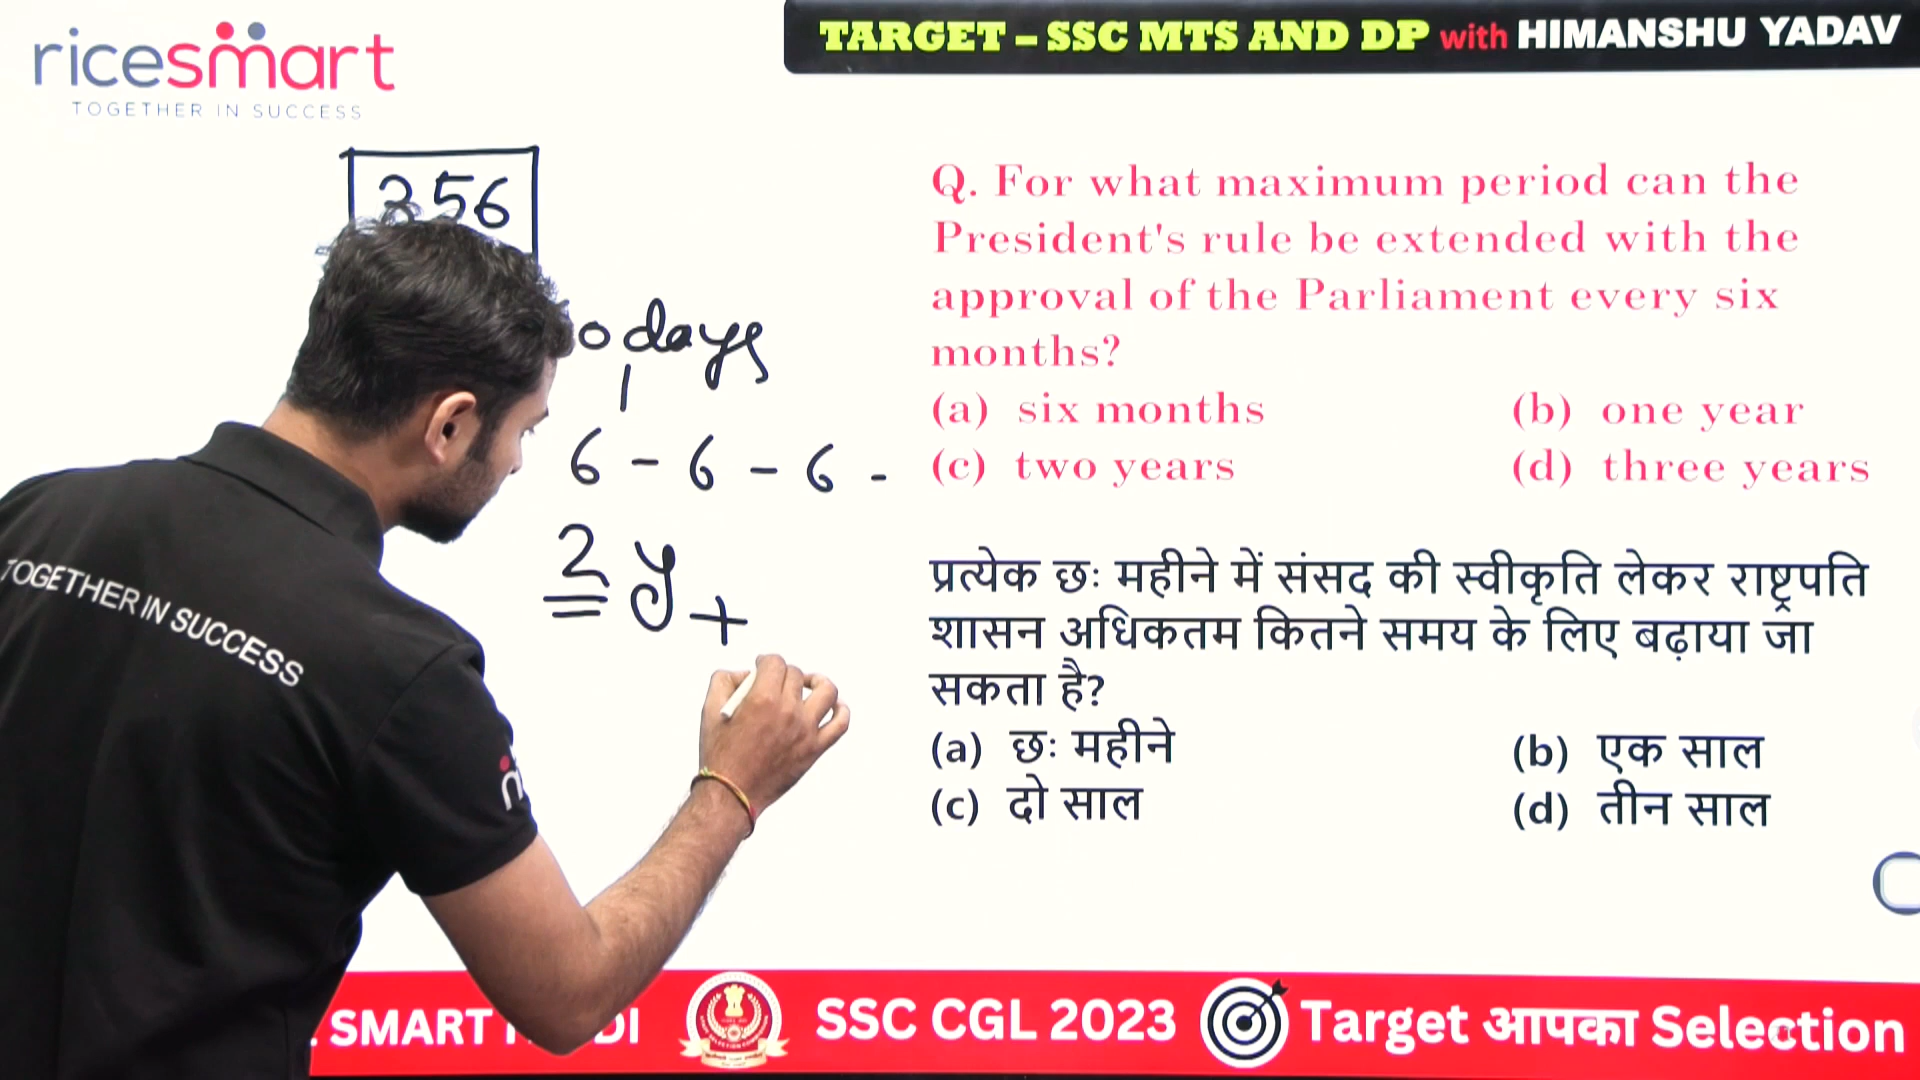 ricesmart
TOGETHER IN SUCCESS
TARGET – SSC MTS AND DP with HIMANSHU YADAV
356
Q. For what maximum period can the
President's rule be extended with the
approval of the Parliament every six
months?
(a) six months (b) one year
(c) two years (d) three years
0 days
6 - 6 - 6 -
2 y +
प्रत्येक छः महीने में संसद की स्वीकृति लेकर राष्ट्रपति
शासन अधिकतम कितने समय के लिए बढ़ाया जा
सकता है?
(a) छः महीने (b) एक साल
(c) दो साल (d) तीन साल
TOGETHER IN SUCCESS
SMART
SSC CGL 2023
Target आपका Selection